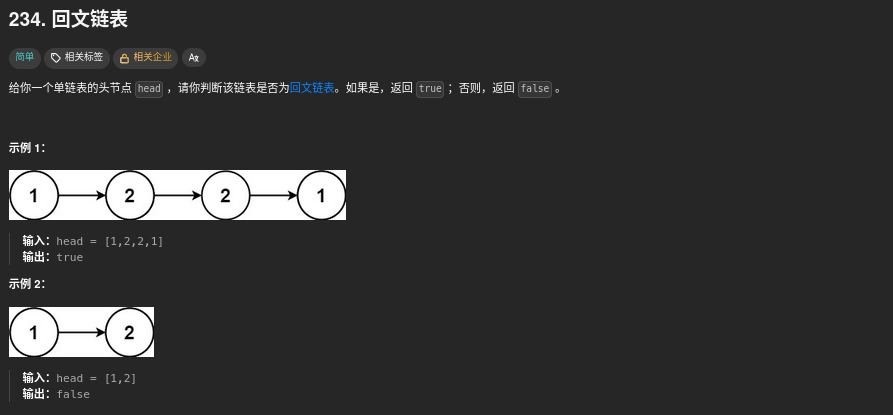 234. 回文链表
简单 相关标签 相关企业 Aあ
给你一个单链表的头节点 head ，请你判断该链表是否为回文链表。如果是，返回 true ；否则，返回 false 。
示例 1：
1 2 2 1
输入：head = [1,2,2,1]
输出：true
示例 2：
1 2
输入：head = [1,2]
输出：false